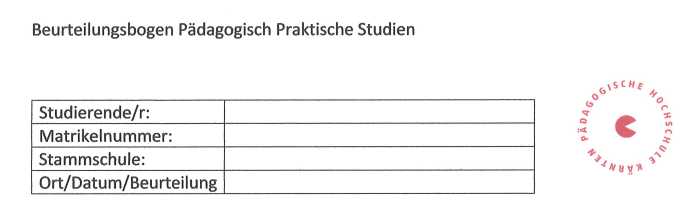 Beurteilungsbogen Pädagogisch Praktische Studien
Studierende/r:
Matrikelnummer:
Stammschule:
Ort/Datum/Beurteilung
PÄDAGOGISCHE HOCHSCHULE KÄRNTEN